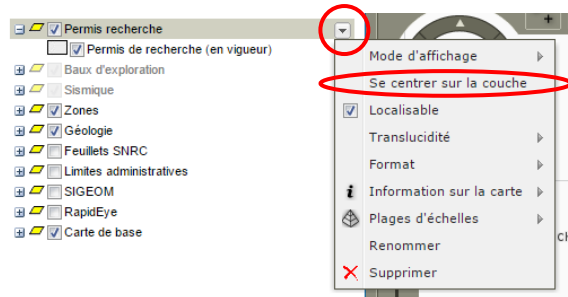 Permis recherche
Permis de recherche (en vigueur)
Baux d'exploration
Sismique
Zones
Géologie
Feuillets SNRC
Limites administratives
SIGEOM
RapidEye
Carte de base
Mode d'affichage
Se centrer sur la couche
Localisable
Translucidité
Format
i Information sur la carte
Plages d'échelles
Renommer
Supprimer